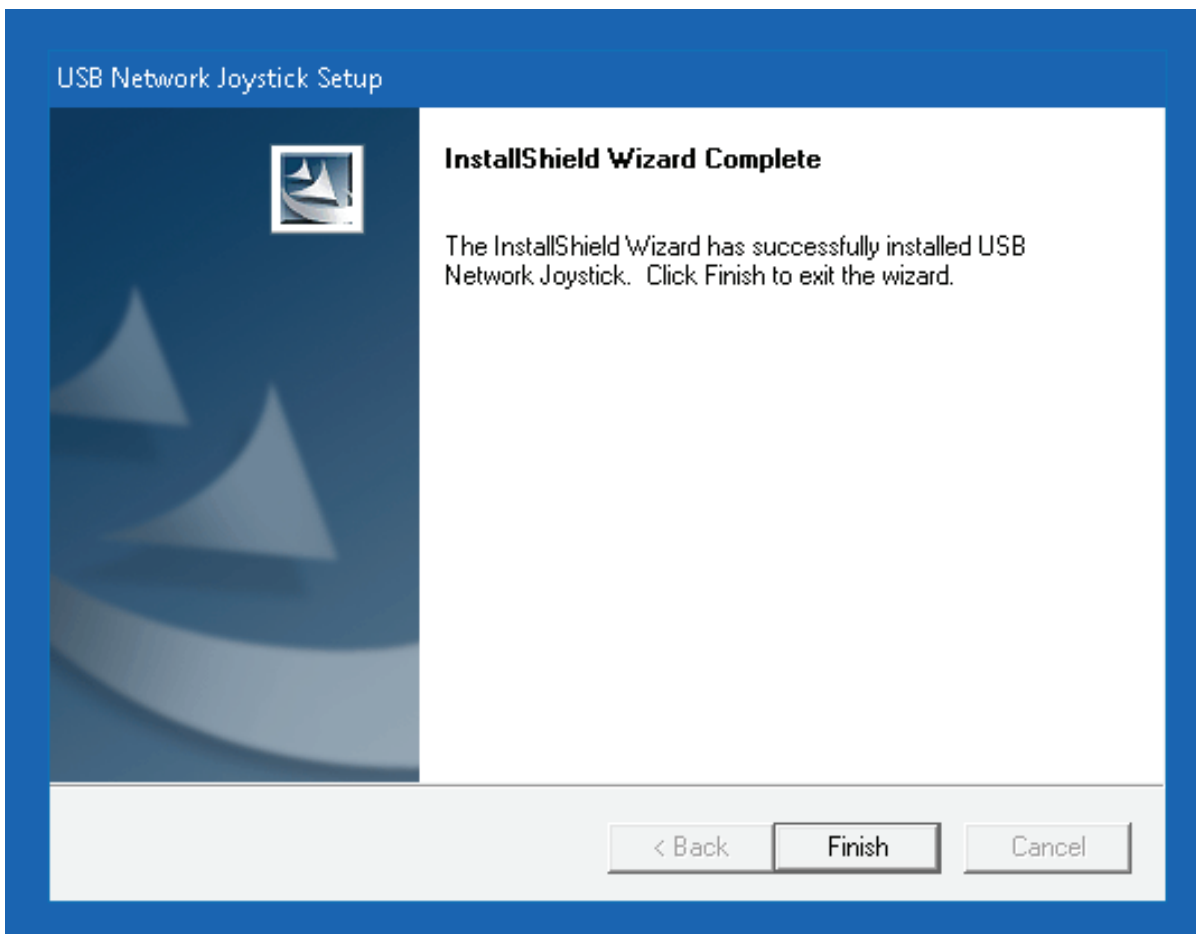 USB Network Joystick Setup
InstallShield Wizard Complete
The InstallShield Wizard has successfully installed USB
Network Joystick.  Click Finish to exit the wizard.
< Back
Finish
Cancel